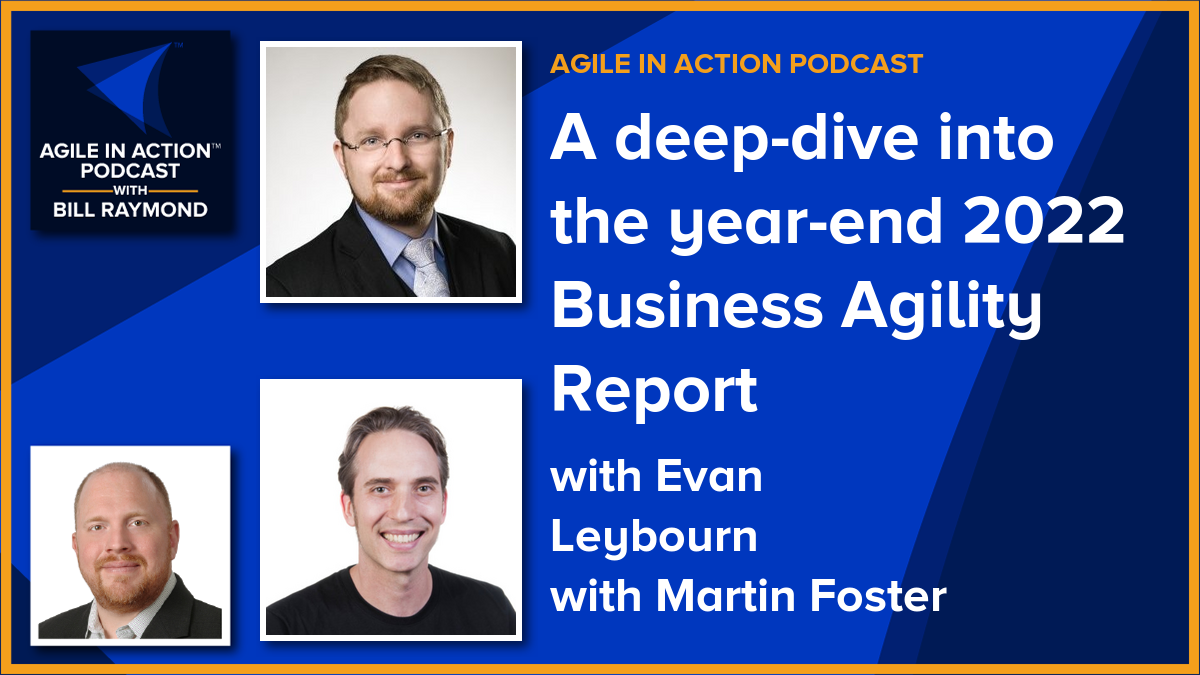 AGILE IN ACTION™
PODCAST
WITH
BILL RAYMOND
TM
AGILE IN ACTION PODCAST
A deep-dive into
the year-end 2022
Business Agility
Report
with Evan
Leybourn
with Martin Foster